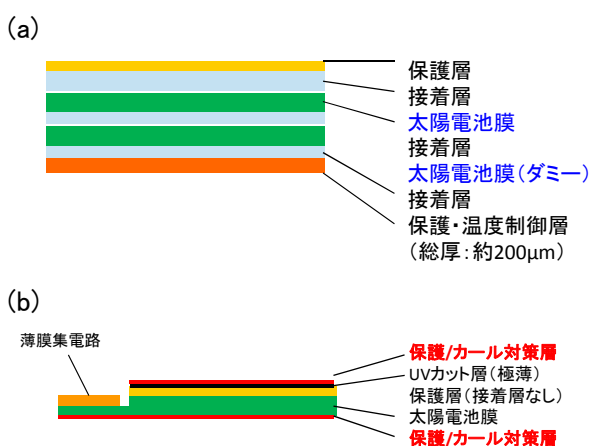 (a)
保護層
接着層
太陽電池膜
接着層
太陽電池膜(ダミー)
接着層
保護・温度制御層
(総厚:約200μm)
(b)
薄膜集電路
保護/カール対策層
UVカット層(極薄)
保護層(接着層なし)
太陽電池膜
保護/カール対策層